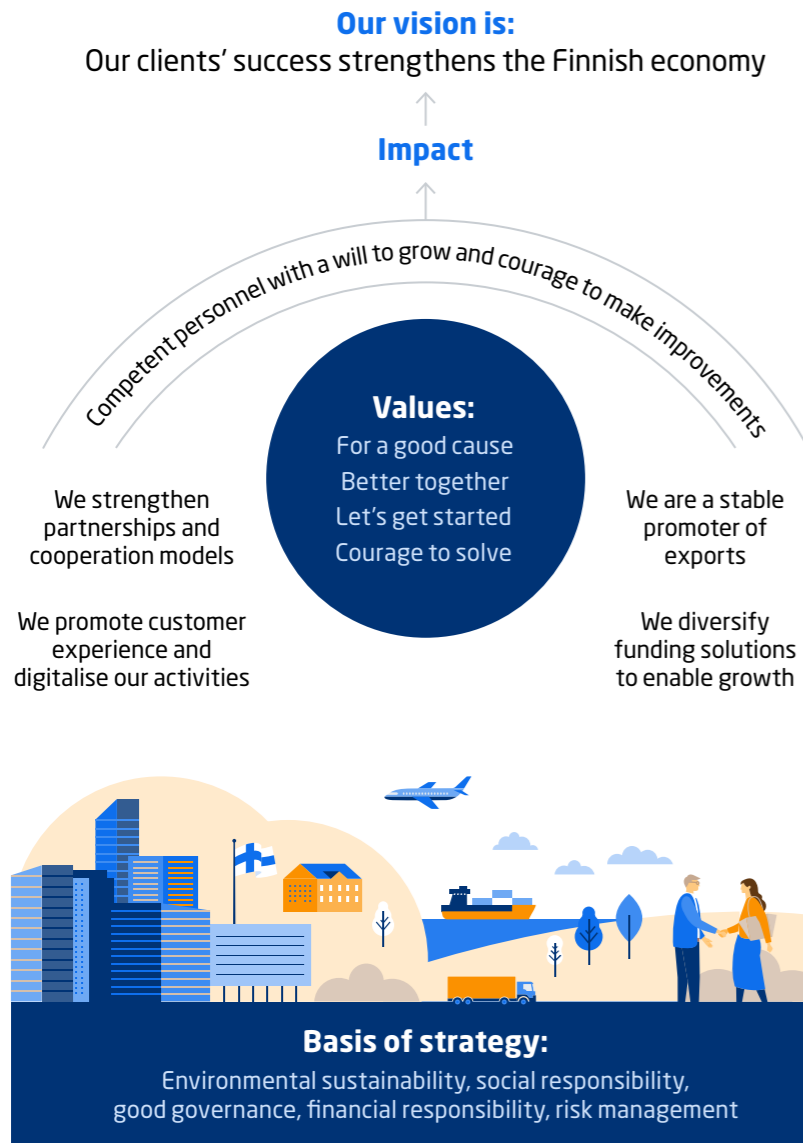 Our vision is:
Our clients’ success strengthens the Finnish economy
Impact
Competent personnel with a will to grow and courage to make improvements
Values:
For a good cause
Better together
Let’s get started
Courage to solve
We strengthen
partnerships and
cooperation models
We promote customer
experience and
digitalise our activities
We are a stable
promoter of
exports
We diversify
funding solutions
to enable growth
Basis of strategy:
Environmental sustainability, social responsibility,
good governance, financial responsibility, risk management